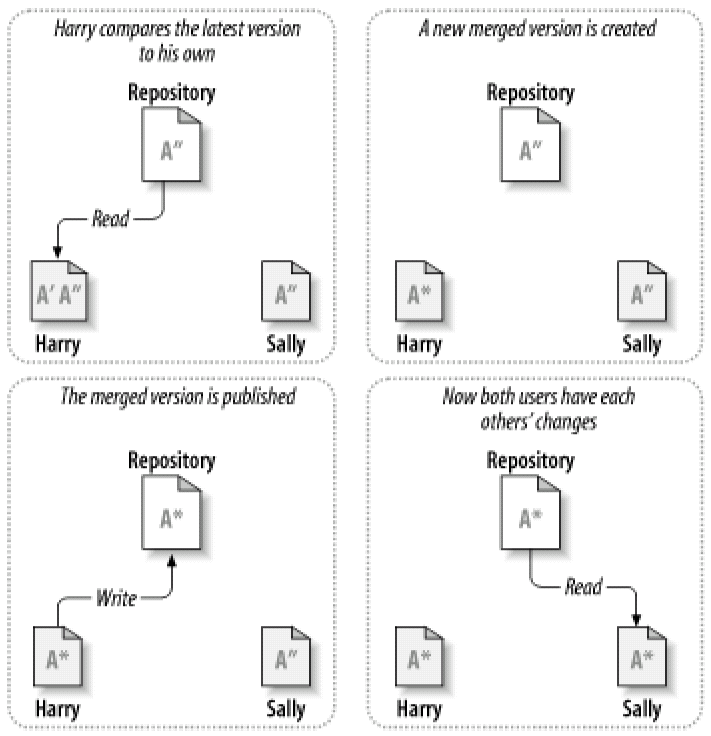 Harry compares the latest version
to his own
Repository
A″
Read
A′ A″
A″
Harry
Sally
A new merged version is created
Repository
A″
A*
A″
Harry
Sally
The merged version is published
Repository
A*
Write
A*
A″
Harry
Sally
Now both users have each
others’ changes
Repository
A*
Read
A*
A*
Harry
Sally